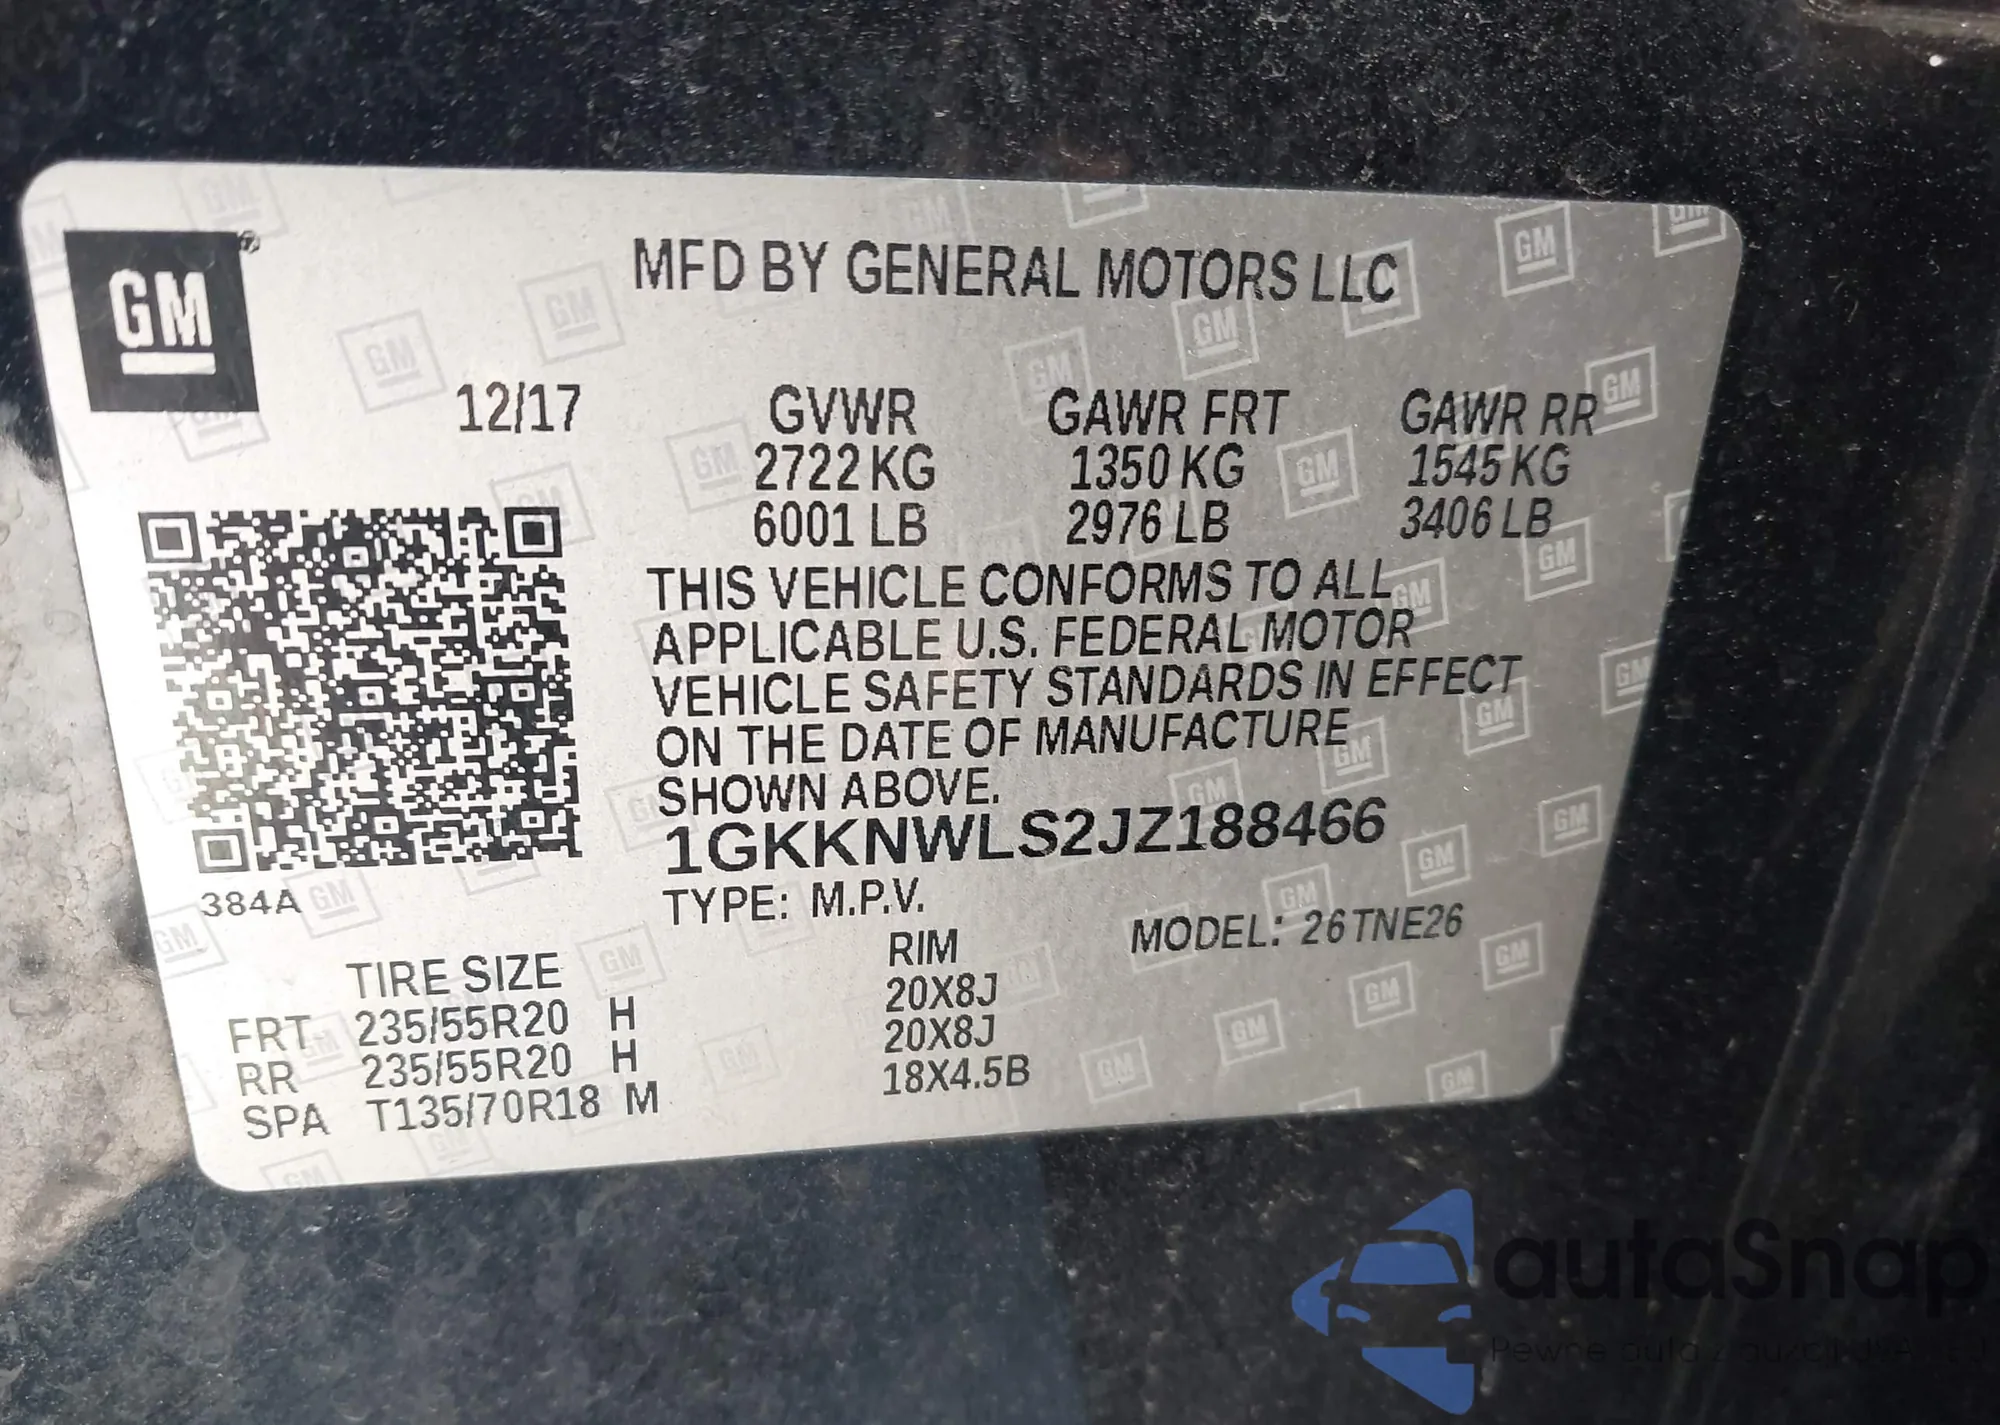 GM
MFD BY GENERAL MOTORS LLC
12/17 GVWR GAWR FRT GAWR RR
2722 KG 1350 KG 1545 KG
6001 LB 2976 LB 3406 LB
THIS VEHICLE CONFORMS TO ALL
APPLICABLE U.S. FEDERAL MOTOR
VEHICLE SAFETY STANDARDS IN EFFECT
ON THE DATE OF MANUFACTURE
SHOWN ABOVE.
1GKKNWLS2JZ188466
384A
TYPE: M.P.V.
MODEL: 26TNE26
TIRE SIZE RIM
FRT 235/55R20 H 20X8J
RR 235/55R20 H 20X8J
SPA T135/70R18 M 18X4.5B
autaSnap
Pewne auta z